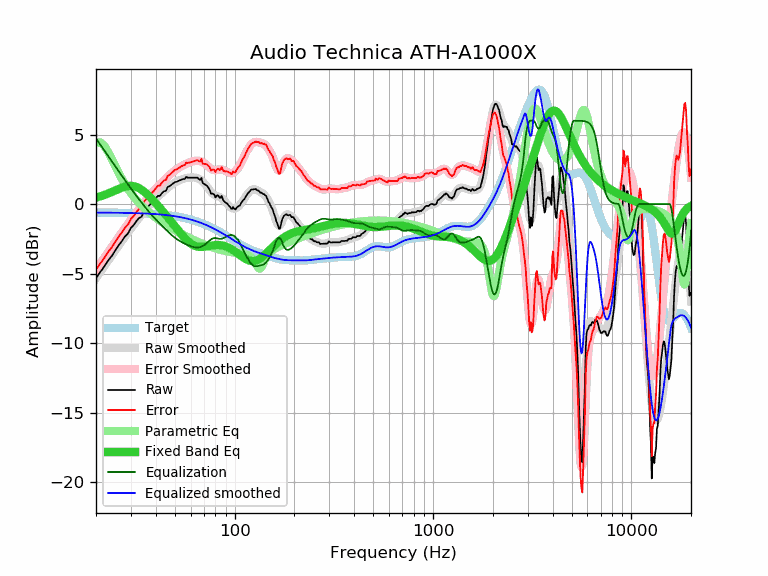 Audio Technica ATH-A1000X
Amplitude (dBr)
5
0
−5
−10
−15
−20
Target
Raw Smoothed
Error Smoothed
Raw
Error
Parametric Eq
Fixed Band Eq
Equalization
Equalized smoothed
100
1000
10000
Frequency (Hz)